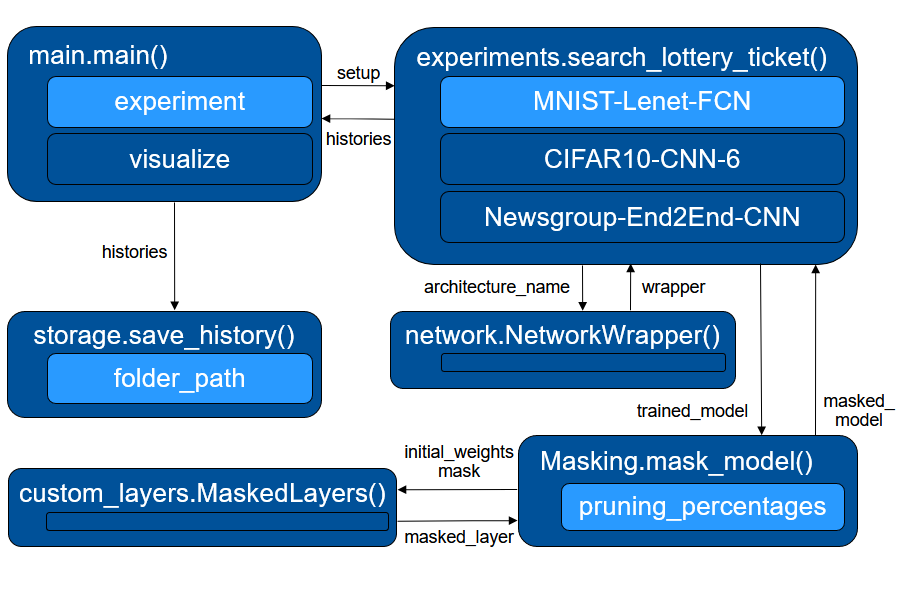 main.main()
experiment
visualize
setup
histories
experiments.search_lottery_ticket()
MNIST-Lenet-FCN
CIFAR10-CNN-6
Newsgroup-End2End-CNN
histories
architecture_name
wrapper
storage.save_history()
folder_path
network.NetworkWrapper()
trained_model
masked_
model
initial_weights
mask
Masking.mask_model()
pruning_percentages
custom_layers.MaskedLayers()
masked_layer